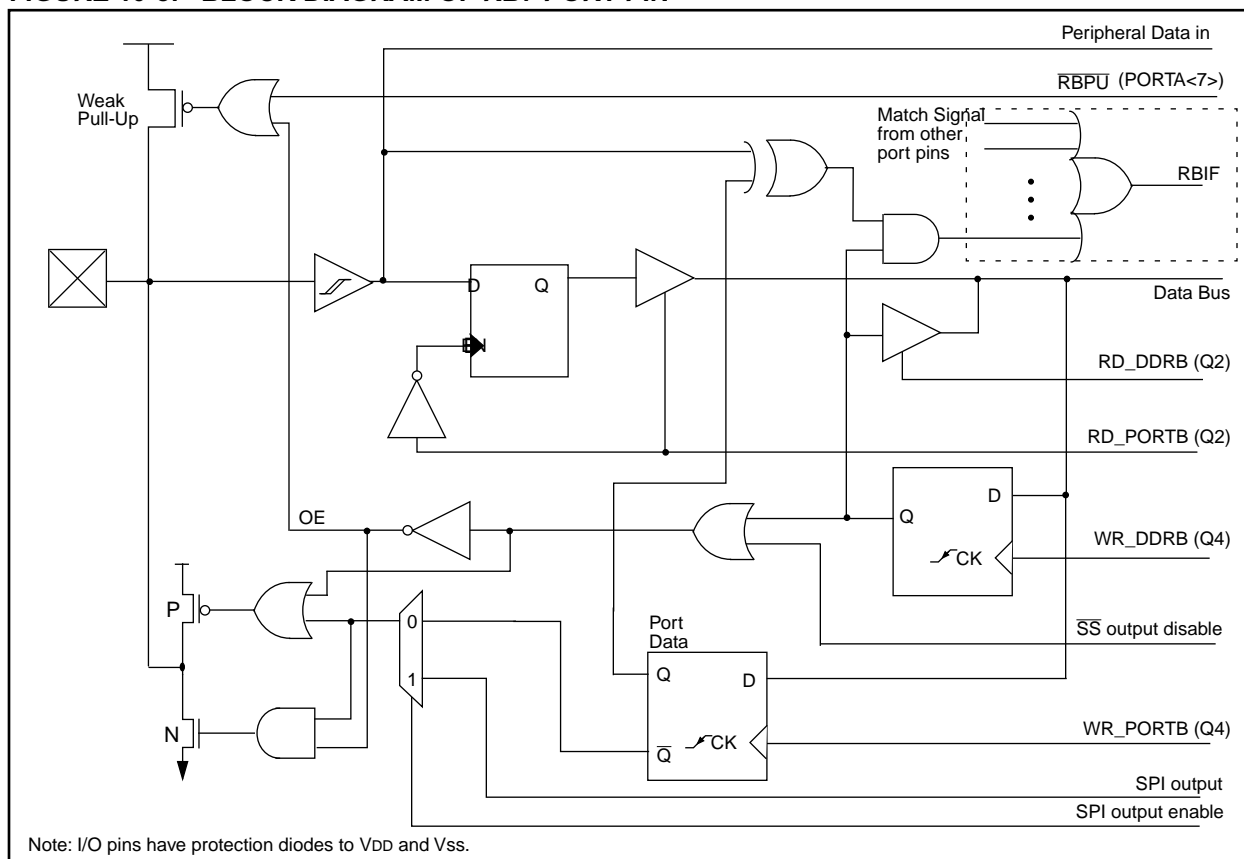 Peripheral Data in
RBPU (PORTA<7>)
Weak
Pull-Up
Match Signal
from other
port pins
RBIF
D
Q
Data Bus
RD_DDRB (Q2)
RD_PORTB (Q2)
OE
D
Q
CK
WR_DDRB (Q4)
P
0
1
Port
Data
SS output disable
Q
D
N
CK
Q
WR_PORTB (Q4)
SPI output
SPI output enable
Note: I/O pins have protection diodes to VDD and Vss.